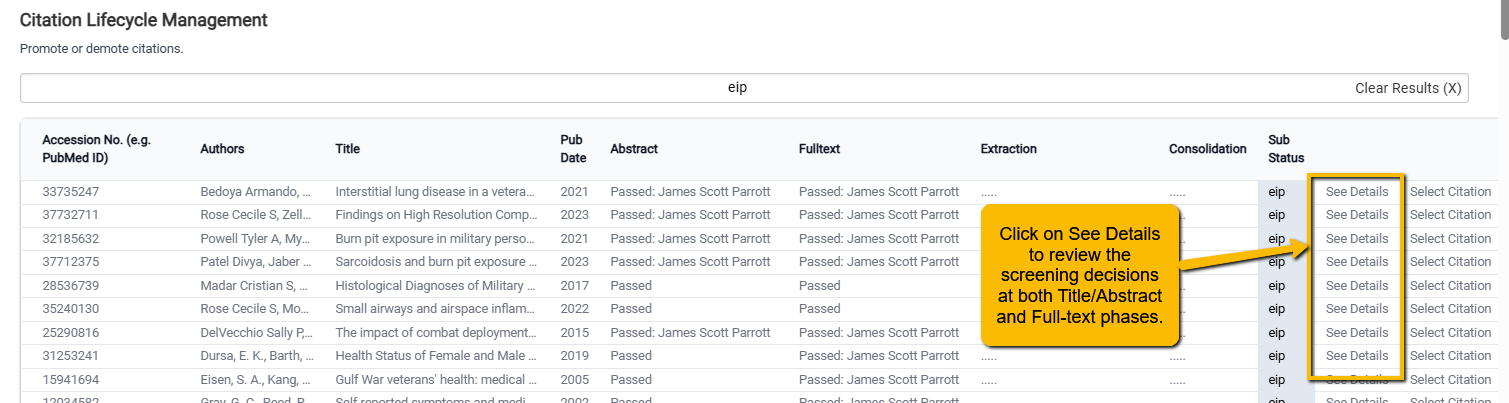 Citation Lifecycle Management
Promote or demote citations.
eip Clear Results (X)
Accession No. (e.g. PubMed ID) Authors Title Pub Date Abstract Fulltext Extraction Consolidation Sub Status
33735247 Bedoya Armando, ... Interstitial lung disease in a vetera... 2021 Passed: James Scott Parrott Passed: James Scott Parrott ..... ..... eip See Details Select Citation
37732711 Rose Cecile S, Zell... Findings on High Resolution Comp... 2023 Passed: James Scott Parrott Passed: James Scott Parrott eip See Details Select Citation
32185632 Powell Tyler A, My... Burn pit exposure in military perso... 2021 Passed: James Scott Parrott Passed: James Scott Parrott eip See Details Select Citation
37712375 Patel Divya, Jaber ... Sarcoidosis and burn pit exposure ... 2023 Passed: James Scott Parrott Passed: James Scott Parrott eip See Details Select Citation
28536739 Madar Cristian S, ... Histological Diagnoses of Military ... 2017 Passed Passed eip See Details Select Citation
35240130 Rose Cecile S, Mo... Small airways and airspace inflam... 2022 Passed Passed eip See Details Select Citation
25290816 DelVecchio Sally P,... The impact of combat deployment... 2015 Passed: James Scott Parrott Passed: James Scott Parrott eip See Details Select Citation
31253241 Dursa, E. K., Barth, ... Health Status of Female and Male ... 2019 Passed Passed: James Scott Parrott ..... ..... eip See Details Select Citation
15941694 Eisen, S. A., Kang, ... Gulf War veterans' health: medical ... 2005 Passed Passed: James Scott Parrott ..... ..... eip See Details Select Citation
12034582 Gray, G. C., Reed, R... Self reported symptoms and medi... 2002 Passed Passed: James Scott Parrott eip See Details Select Citation
Click on See Details
to review the
screening decisions
at both Title/Abstract
and Full-text phases.